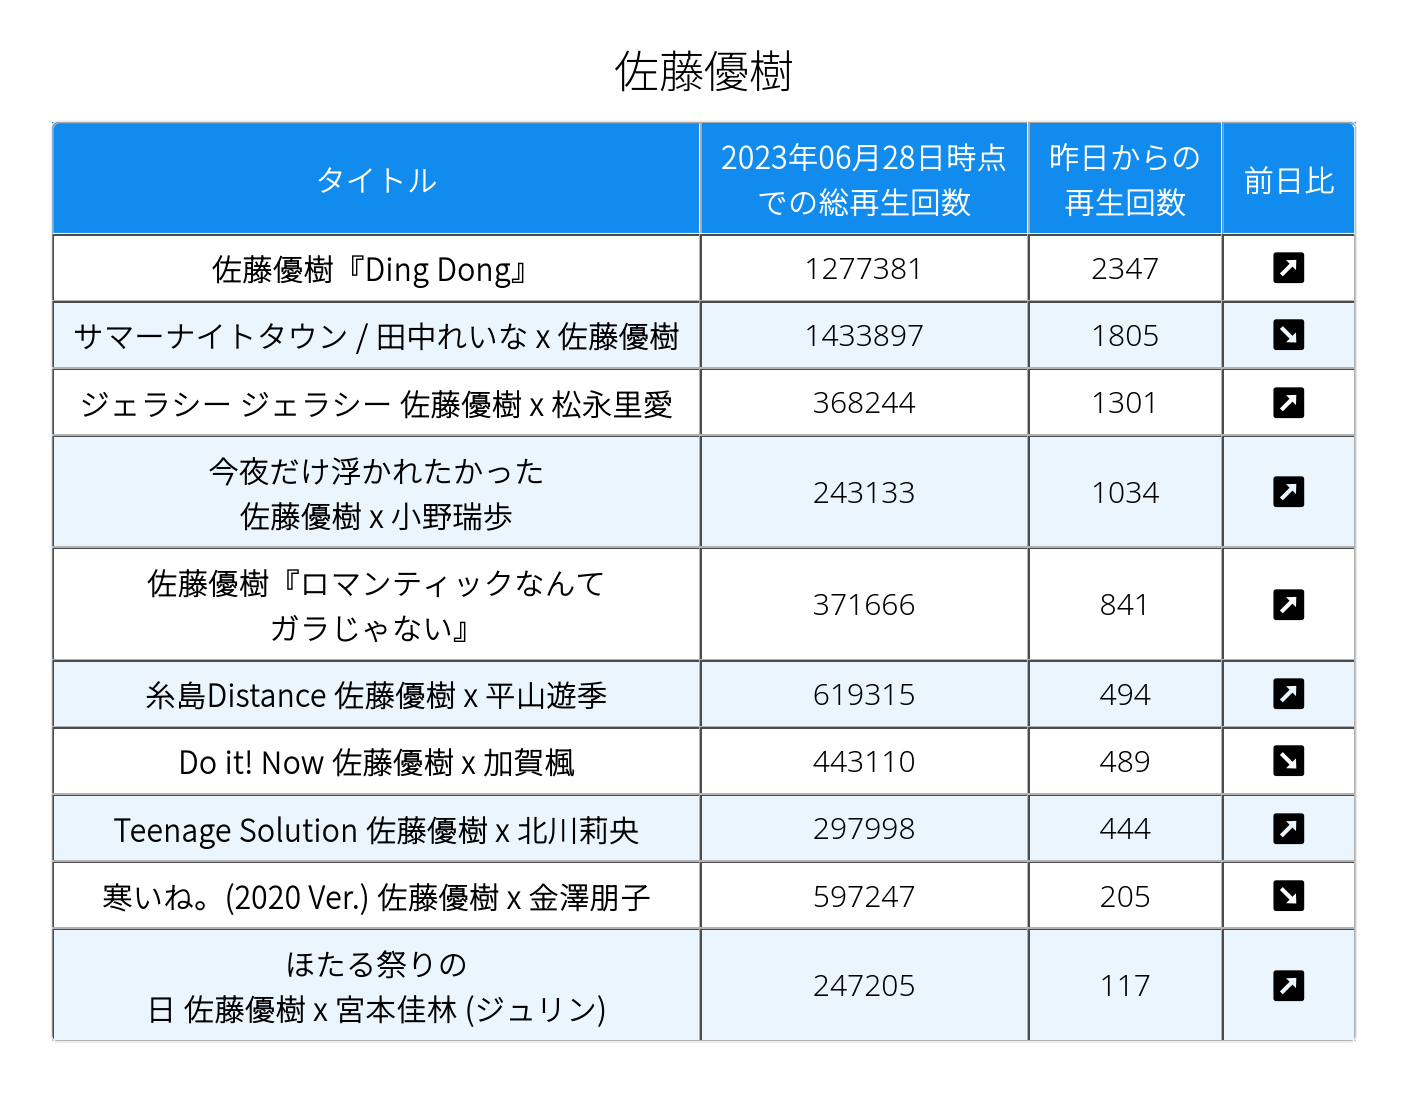 佐藤優樹
タイトル
2023年06月28日時点
での総再生回数
昨日からの
再生回数
前日比
佐藤優樹『Ding Dong』
1277381
2347
サマーナイトタウン / 田中れいな x 佐藤優樹
1433897
1805
ジェラシー ジェラシー 佐藤優樹 x 松永里愛
368244
1301
今夜だけ浮かれたかった
佐藤優樹 x 小野瑞歩
243133
1034
佐藤優樹『ロマンティックなんて
ガラじゃない』
371666
841
糸島Distance 佐藤優樹 x 平山遊季
619315
494
Do it! Now 佐藤優樹 x 加賀楓
443110
489
Teenage Solution 佐藤優樹 x 北川莉央
297998
444
寒いね。(2020 Ver.) 佐藤優樹 x 金澤朋子
597247
205
ほたる祭りの
日 佐藤優樹 x 宮本佳林 (ジュリン)
247205
117